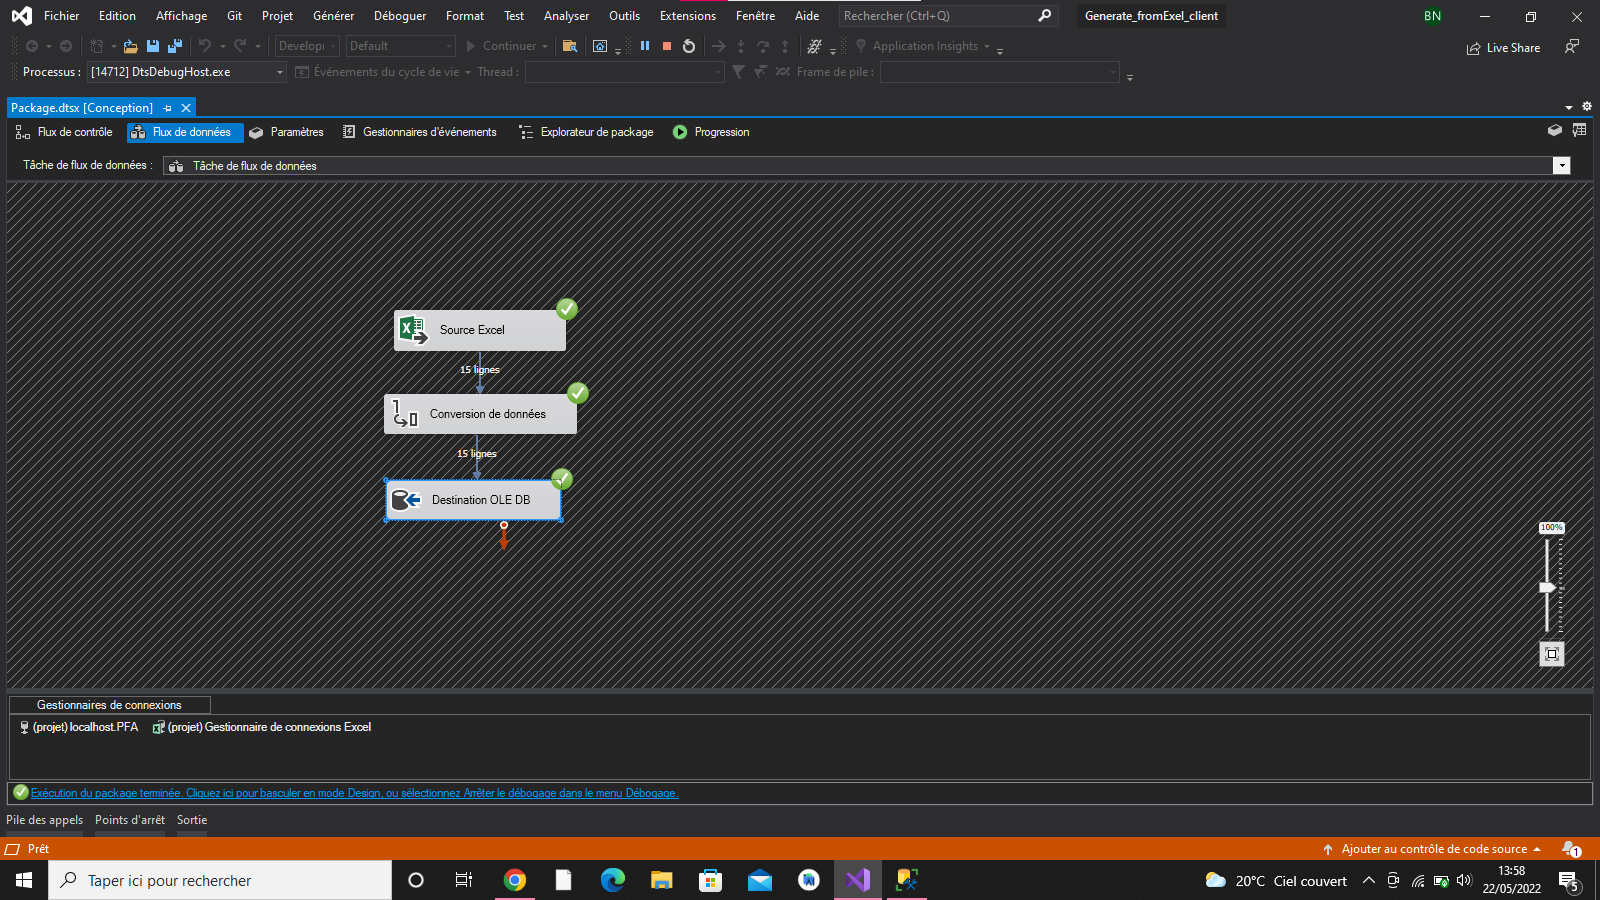 Fichier Edition Affichage Git Projet Générer Déboguer Format Test Analyser Outils Extensions Fenêtre Aide Rechercher (Ctrl+Q) Generate_fromExel_client BN
Developi Default Continuer Application Insights Live Share
Processus : [14712] DtsDebugHost.exe Événements du cycle de vie Thread : Frame de pile :
Package.dtsx [Conception]
Flux de contrôle Flux de données Paramètres Gestionnaires d'événements Explorateur de package Progression
Tâche de flux de données : Tâche de flux de données
Source Excel
15 lignes
Conversion de données
15 lignes
Destination OLE DB
100%
Gestionnaires de connexions
(projet) localhost.PFA (projet) Gestionnaire de connexions Excel
Exécution du package terminée. Cliquez ici pour basculer en mode Design, ou sélectionnez Arrêter le débogage dans le menu Débogage.
Pile des appels Points d'arrêt Sortie
Prêt Ajouter au contrôle de code source 1
Taper ici pour rechercher 20°C Ciel couvert 13:58
22/05/2022 5